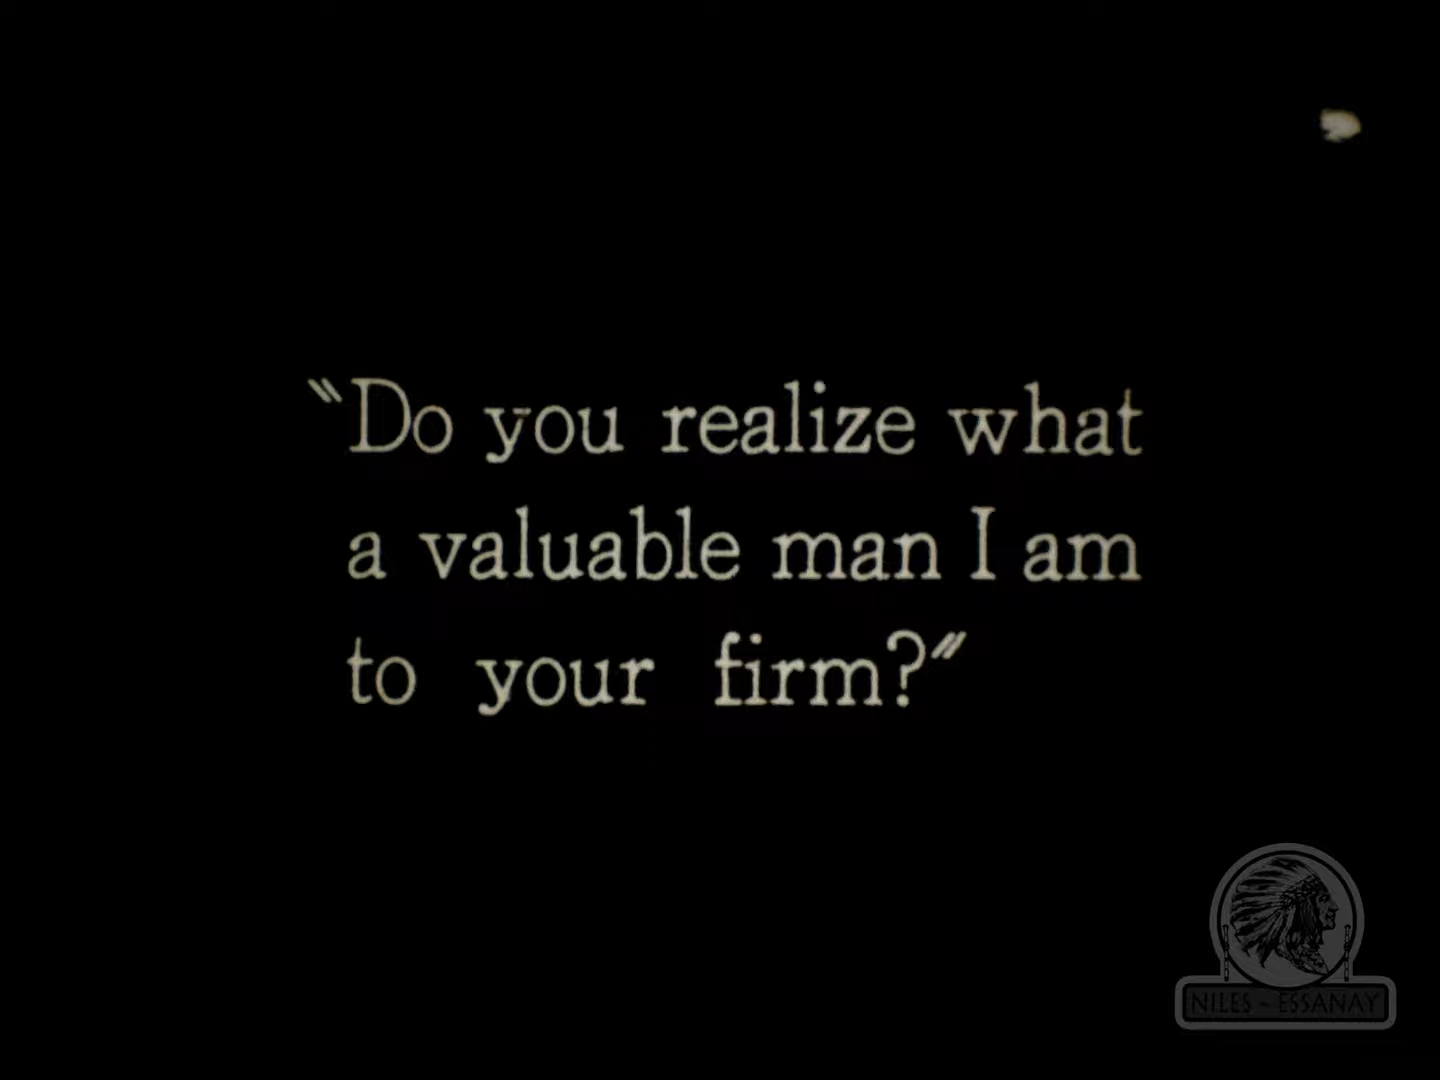 "Do you realize what
a valuable man I am
to your firm?"
NILES - ESSANAY